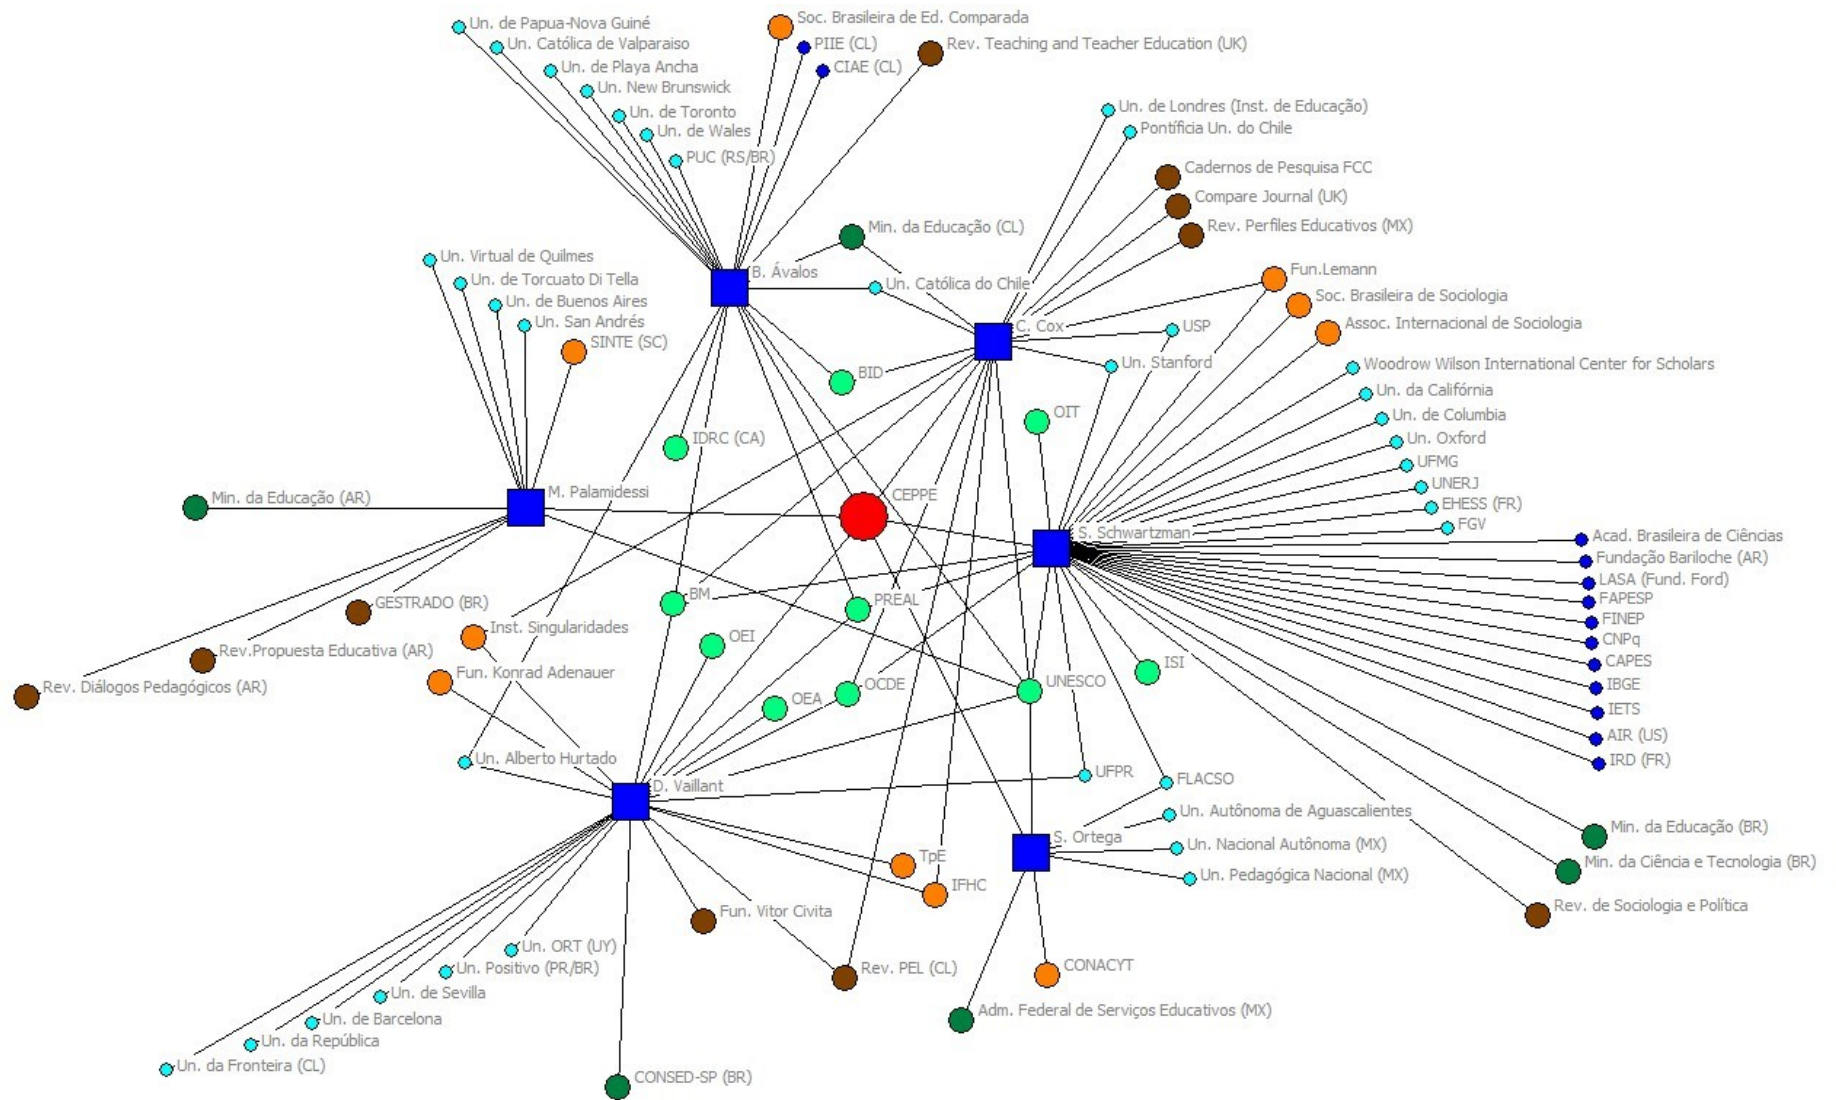 Un. de Papua-Nova Guiné
Soc. Brasileira de Ed. Comparada
Un. Católica de Valparaiso
PIIE (CL)
Rev. Teaching and Teacher Education (UK)
Un. de Playa Ancha
CIAE (CL)
Un. New Brunswick
Un. de Toronto
Un. de Wales
PUC (RS/BR)
Un. de Londres (Inst. de Educação)
Pontíficia Un. do Chile
Cadernos de Pesquisa FCC
Compare Journal (UK)
Rev. Perfiles Educativos (MX)
Min. da Educação (CL)
Un. Virtual de Quilmes
Un. de Torcuato Di Tella
Un. de Buenos Aires
Un. San Andrés
SINTE (SC)
B. Ávalos
Un. Católica do Chile
Fun.Lemann
Soc. Brasileira de Sociologia
Assoc. Internacional de Sociologia
C. Cox
USP
Un. Stanford
BID
Woodrow Wilson International Center for Scholars
Un. da Califórnia
Un. de Columbia
OIT
IDRC (CA)
Un. Oxford
UFMG
UNERJ
EHESS (FR)
FGV
Min. da Educação (AR)
M. Palamidessi
CEPPE
S. Schwartzman
Acad. Brasileira de Ciências
Fundação Bariloche (AR)
LASA (Fund. Ford)
FAPESP
FINEP
CNPq
CAPES
IBGE
IETS
AIR (US)
IRD (FR)
GESTRADO (BR)
BM
PREAL
Inst. Singularidades
OEI
Rev.Propuesta Educativa (AR)
Fun. Konrad Adenauer
ISI
Rev. Diálogos Pedagógicos (AR)
OEA
OCDE
UNESCO
Un. Alberto Hurtado
D. Vaillant
UFPR
FLACSO
Un. Autônoma de Aguascalientes
S. Ortega
Un. Nacional Autônoma (MX)
Un. Pedagógica Nacional (MX)
Min. da Educação (BR)
Min. da Ciência e Tecnologia (BR)
Rev. de Sociologia e Política
TpE
IFHC
Fun. Vitor Civita
Un. ORT (UY)
Un. Positivo (PR/BR)
Rev. PEL (CL)
CONACYT
Un. de Sevilla
Adm. Federal de Serviços Educativos (MX)
Un. de Barcelona
Un. da República
Un. da Fronteira (CL)
CONSED-SP (BR)